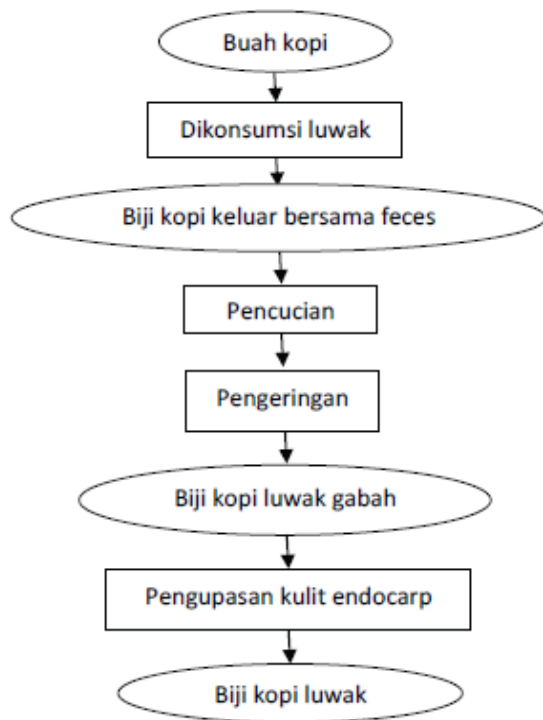 Buah kopi
Dikonsumsi luwak
Biji kopi keluar bersama feces
Pencucian
Pengeringan
Biji kopi luwak gabah
Pengupasan kulit endocarp
Biji kopi luwak